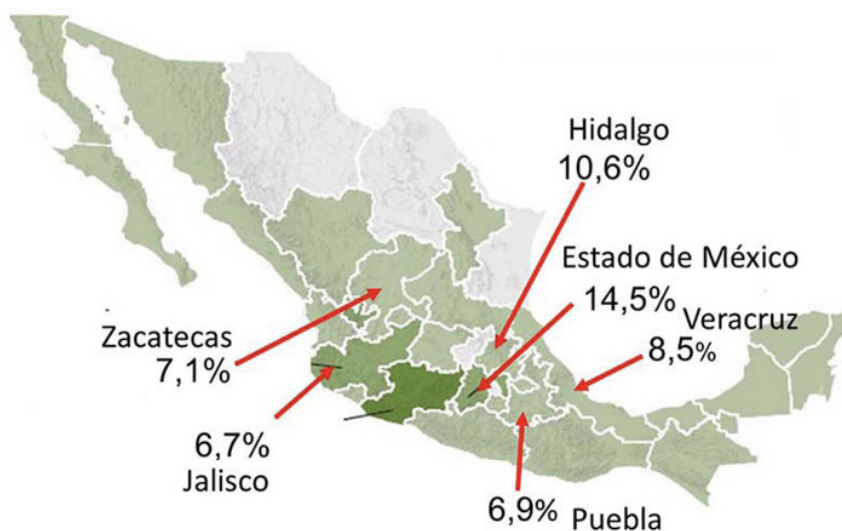 Hidalgo
10,6%
Estado de México
14,5%
Veracruz
8,5%
Zacatecas
7,1%
6,7%
Jalisco
6,9%
Puebla